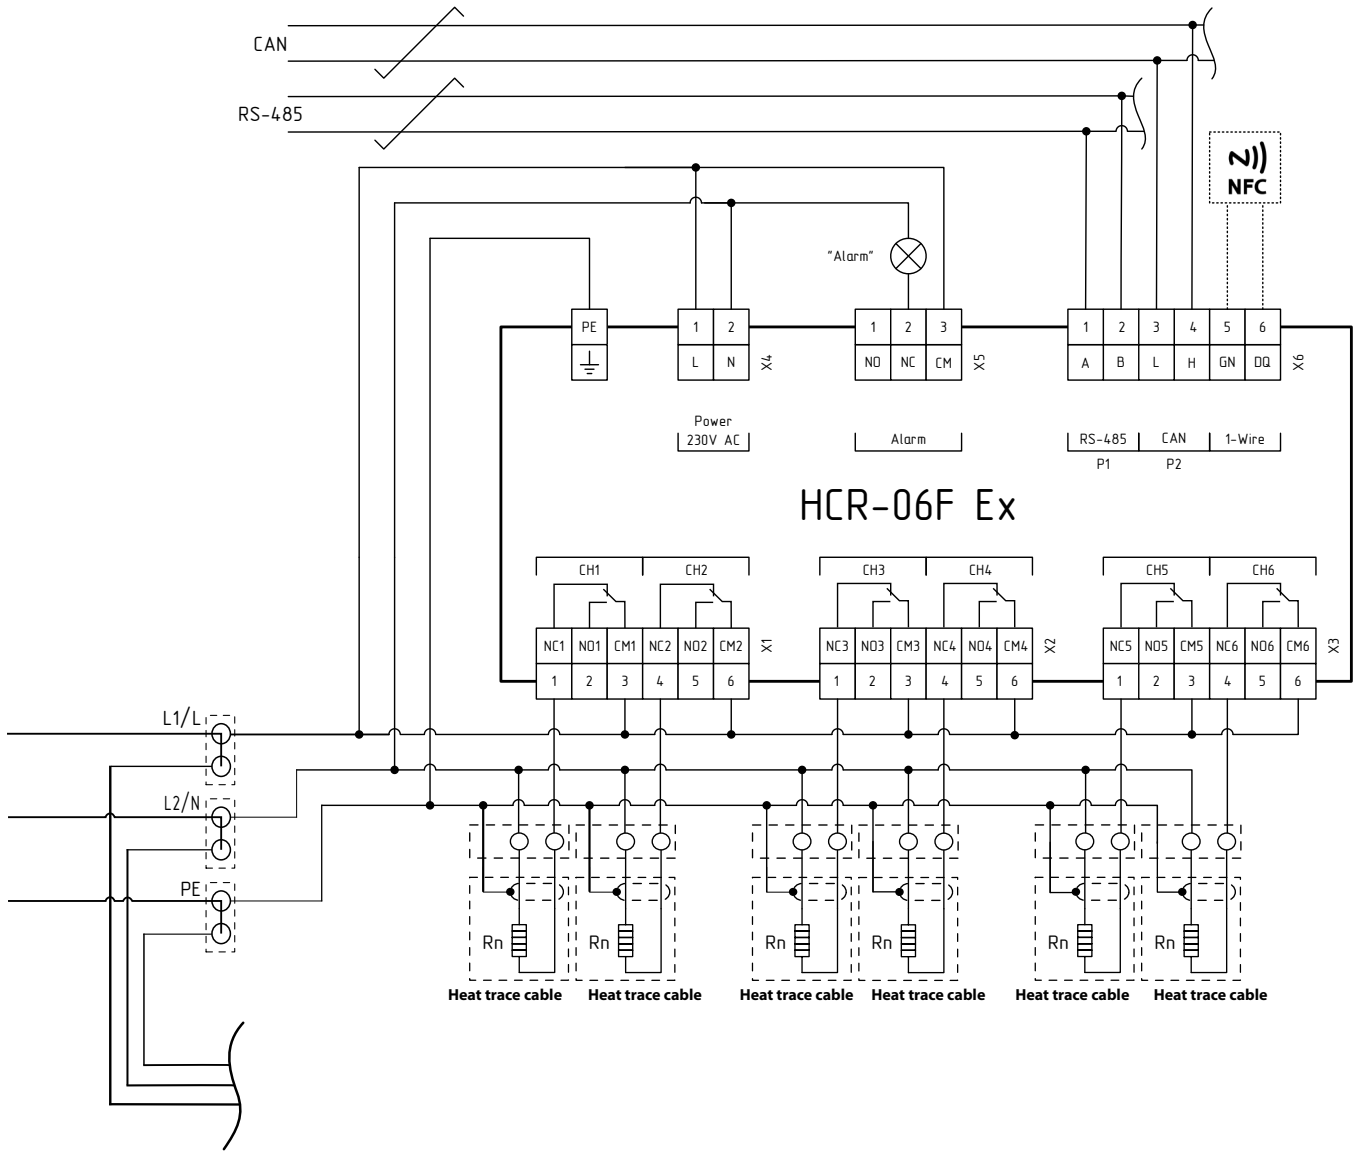 CAN
RS-485
NFC
"Alarm"
PE 1 2 1 2 3 1 2 3 4 5 6
L N X4 NO NC CM X5 A B L H GN DQ X6
Power
230V AC Alarm RS-485 CAN 1-Wire
P1 P2
HCR-06F Ex
CH1 CH2 CH3 CH4 CH5 CH6
NC1 NO1 CM1 NC2 NO2 CM2 X1 NC3 NO3 CM3 NC4 NO4 CM4 X2 NC5 NO5 CM5 NC6 NO6 CM6 X3
1 2 3 4 5 6 1 2 3 4 5 6 1 2 3 4 5 6
L1/L
L2/N
PE
Rn Rn Rn Rn Rn Rn
Heat trace cable Heat trace cable Heat trace cable Heat trace cable Heat trace cable Heat trace cable